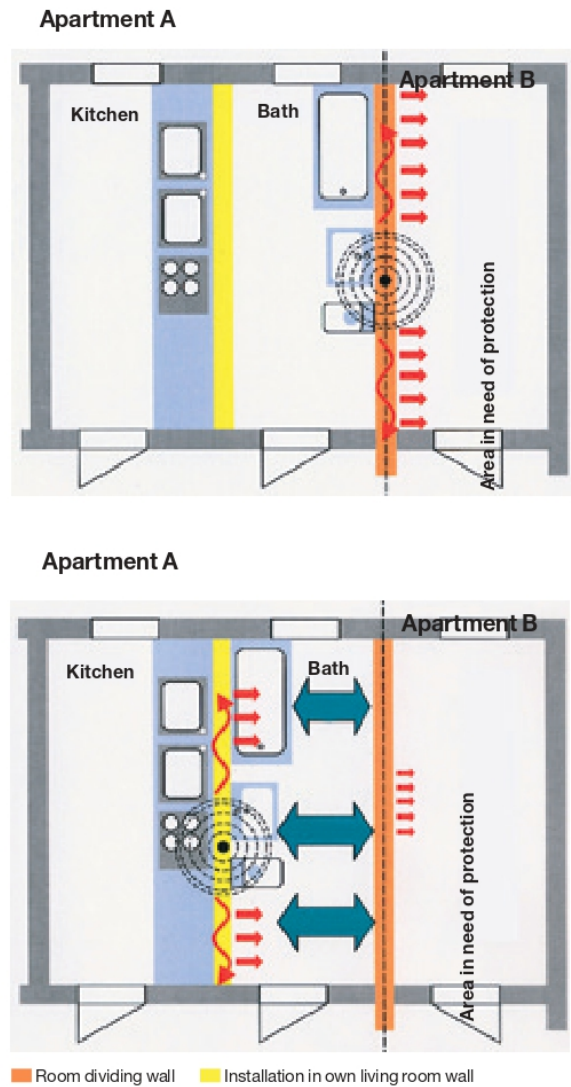 Apartment A
Apartment B
Kitchen
Bath
Area in need of protection
Apartment A
Apartment B
Kitchen
Bath
Area in need of protection
Room dividing wall
Installation in own living room wall